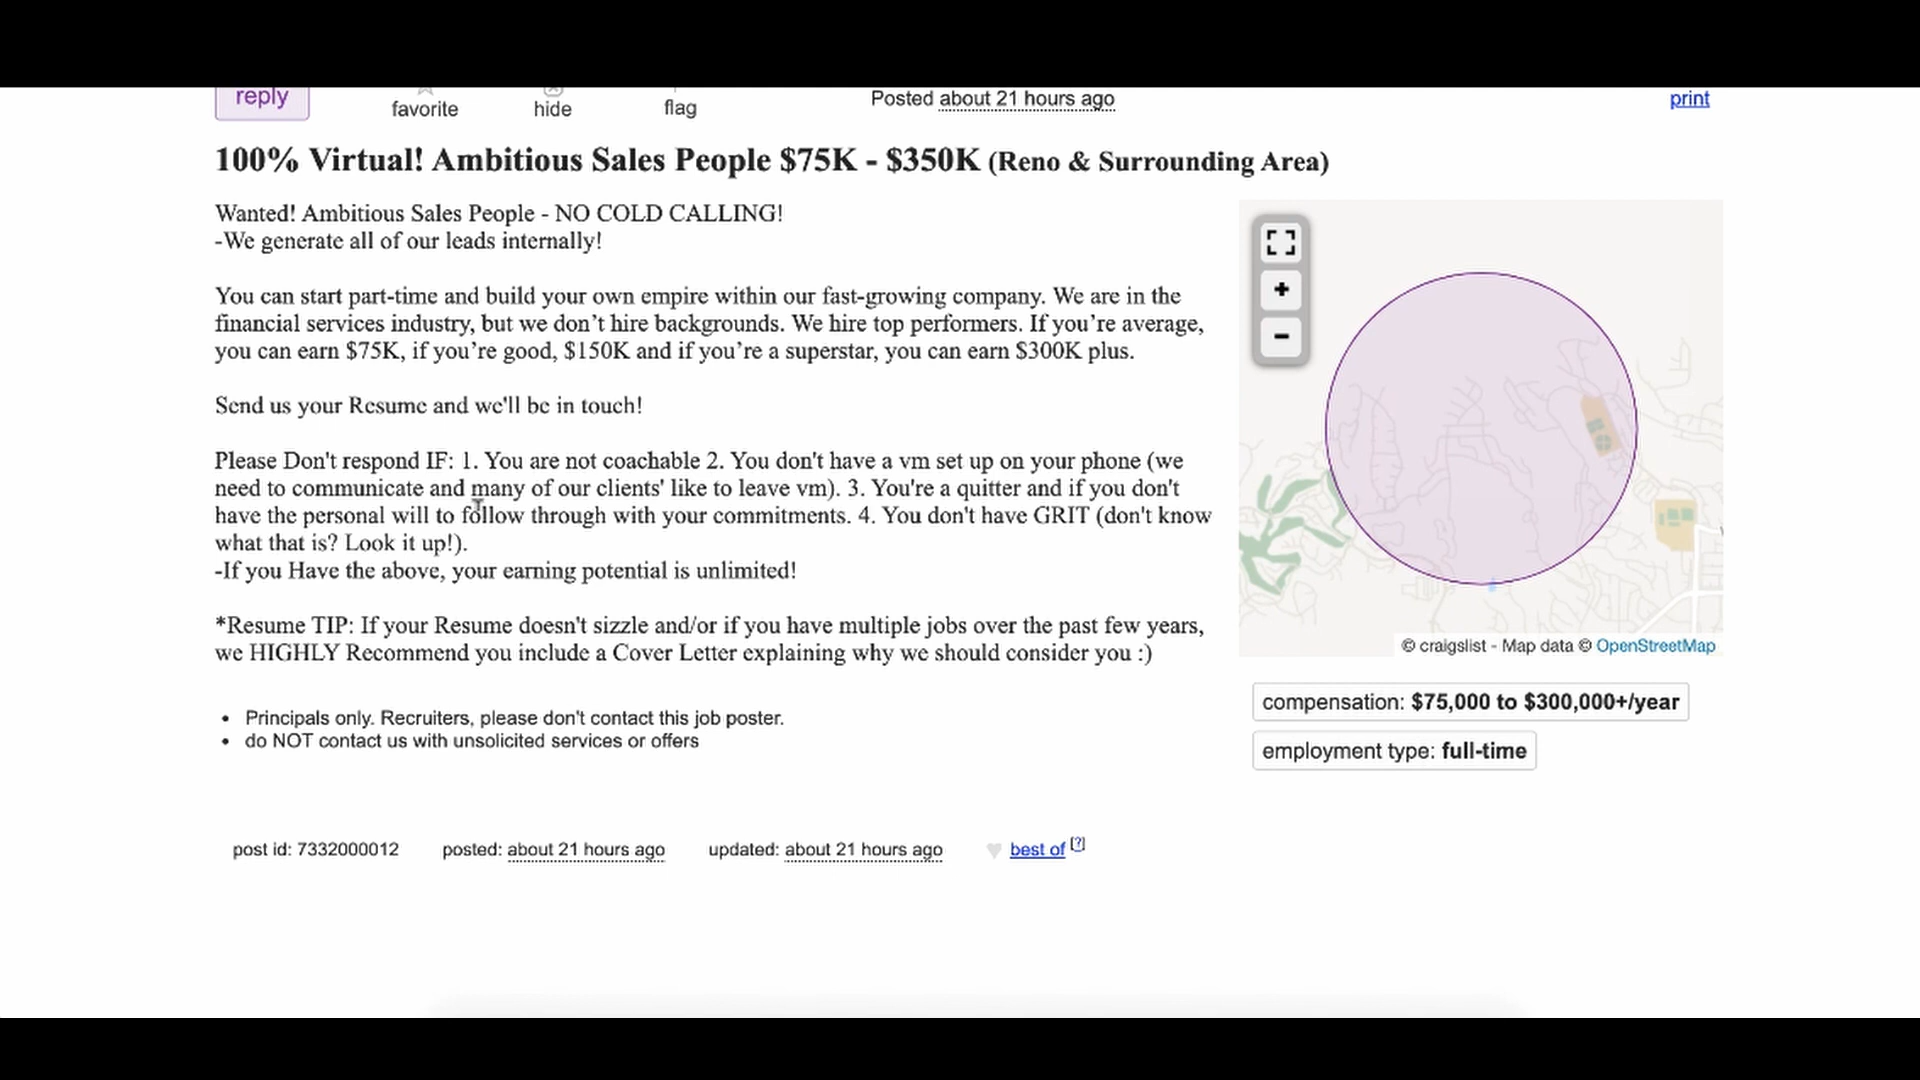 reply
favorite
hide
flag
Posted about 21 hours ago
print
100% Virtual! Ambitious Sales People $75K - $350K (Reno & Surrounding Area)
Wanted! Ambitious Sales People - NO COLD CALLING!
-We generate all of our leads internally!
You can start part-time and build your own empire within our fast-growing company. We are in the
financial services industry, but we don’t hire backgrounds. We hire top performers. If you’re average,
you can earn $75K, if you’re good, $150K and if you’re a superstar, you can earn $300K plus.
Send us your Resume and we'll be in touch!
Please Don't respond IF: 1. You are not coachable 2. You don't have a vm set up on your phone (we
need to communicate and many of our clients' like to leave vm). 3. You're a quitter and if you don't
have the personal will to follow through with your commitments. 4. You don't have GRIT (don't know
what that is? Look it up!).
-If you Have the above, your earning potential is unlimited!
*Resume TIP: If your Resume doesn't sizzle and/or if you have multiple jobs over the past few years,
we HIGHLY Recommend you include a Cover Letter explaining why we should consider you :)
• Principals only. Recruiters, please don't contact this job poster.
• do NOT contact us with unsolicited services or offers
+
-
© craigslist - Map data © OpenStreetMap
compensation: $75,000 to $300,000+/year
employment type: full-time
post id: 7332000012
posted: about 21 hours ago
updated: about 21 hours ago
♥ best of [?]